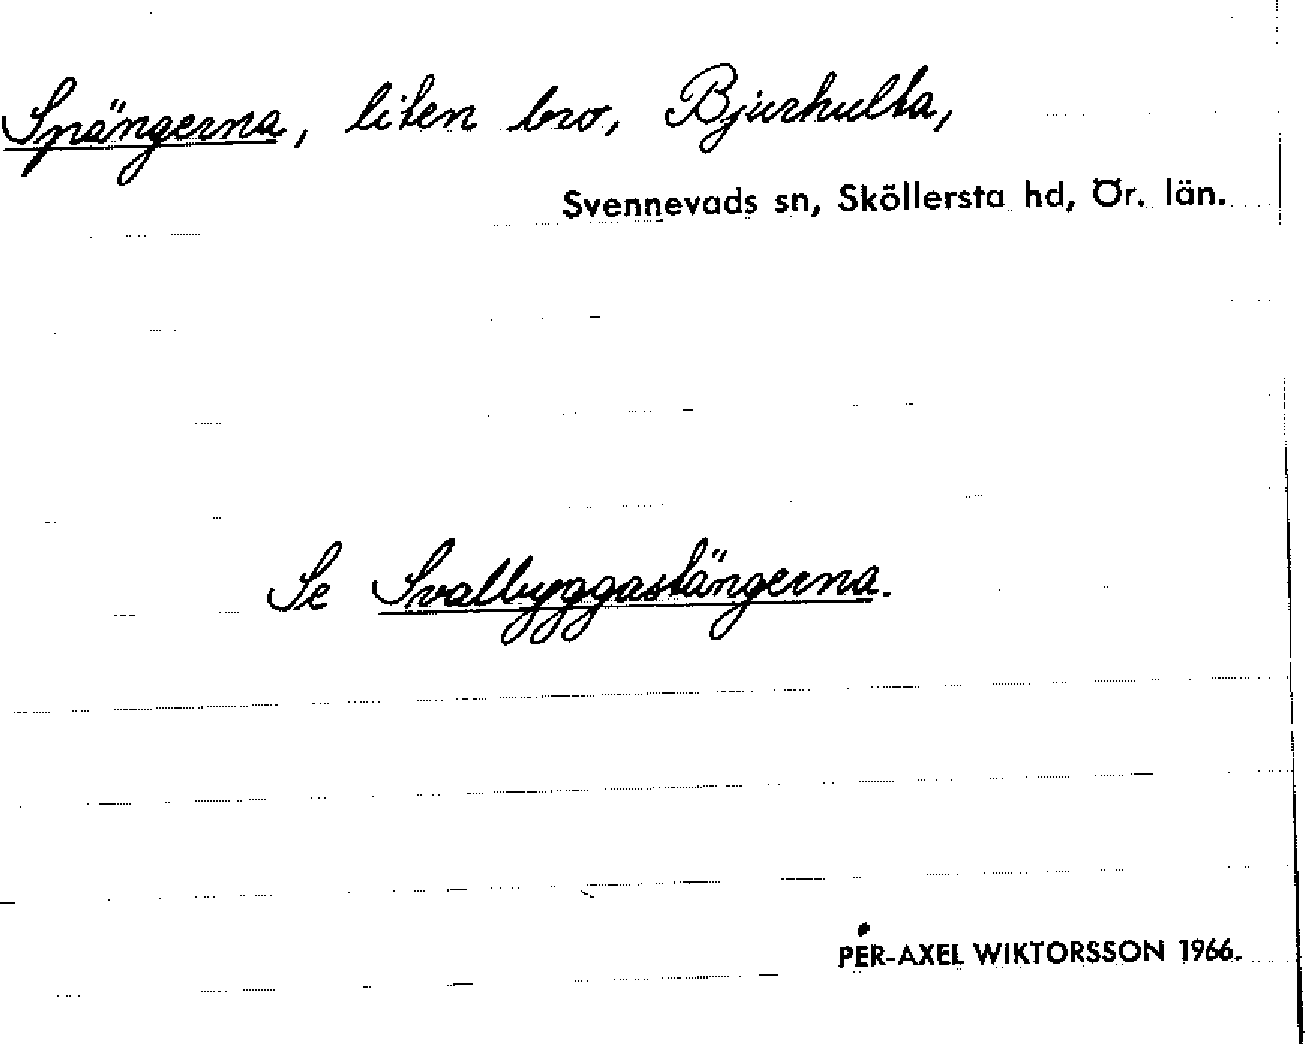 Spängerna, liten bro, Bjurhulta,
Svennevads sn, Sköllersta hd, Ör. län.
Se Svalbyggastängerna.
PER-AXEL WIKTORSSON 1966.